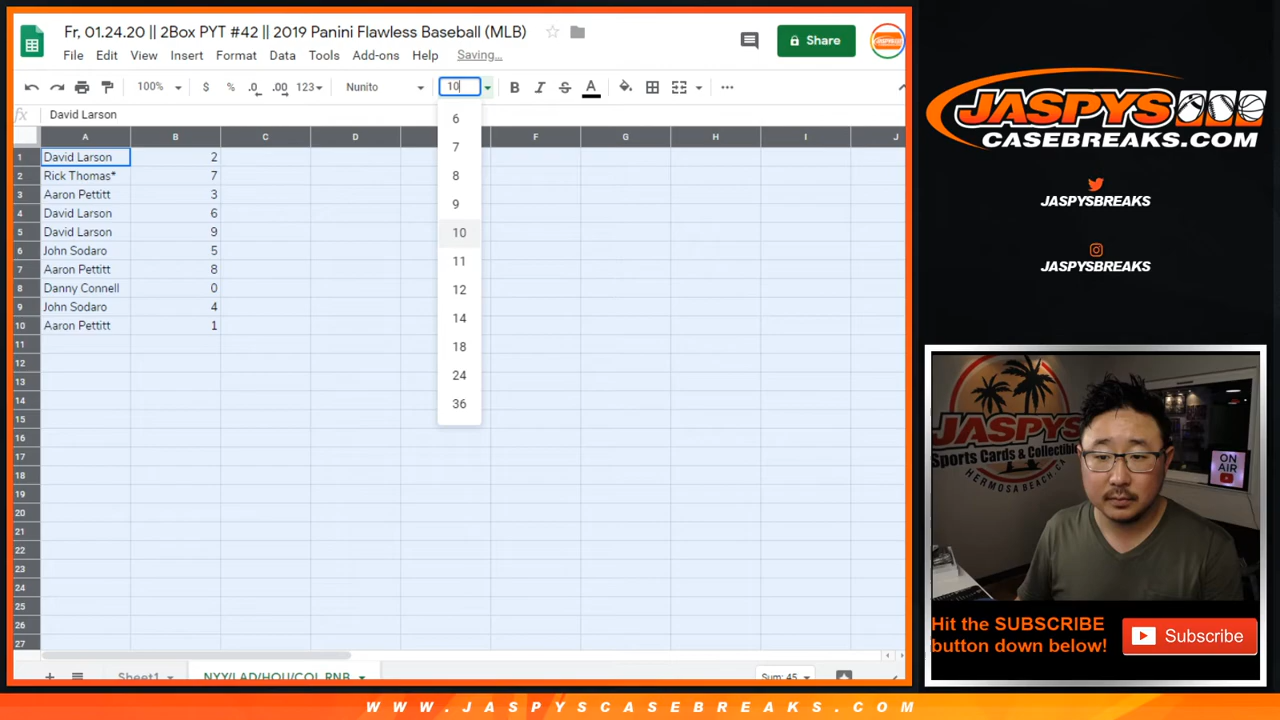 Fr, 01.24.20 || 2Box PYT #42 || 2019 Panini Flawless Baseball (MLB)
File Edit View Insert Format Data Tools Add-ons Help Saving...
Share
100% $ % .0 .00 123 Nunito 10 B I S A
fx David Larson
A B C D F G H I J
1 David Larson 2
2 Rick Thomas* 7
3 Aaron Pettitt 3
4 David Larson 6
5 David Larson 9
6 John Sodaro 5
7 Aaron Pettitt 8
8 Danny Connell 0
9 John Sodaro 4
10 Aaron Pettitt 1
11
12
13
14
15
16
17
18
19
20
21
22
23
24
25
26
27
6
7
8
9
10
11
12
14
18
24
36
Sheet1 NYY/LAD/HOU/COL RNB Sum: 45
JASPYS
CASEBREAKS.COM
JASPYSBREAKS
JASPYSBREAKS
JASPYS
Sports Cards & Collectibles
HERMOSA BEACH, CA
ON AIR
Hit the SUBSCRIBE
button down below!
Subscribe
WWW.JASPYSCASEBREAKS.COM